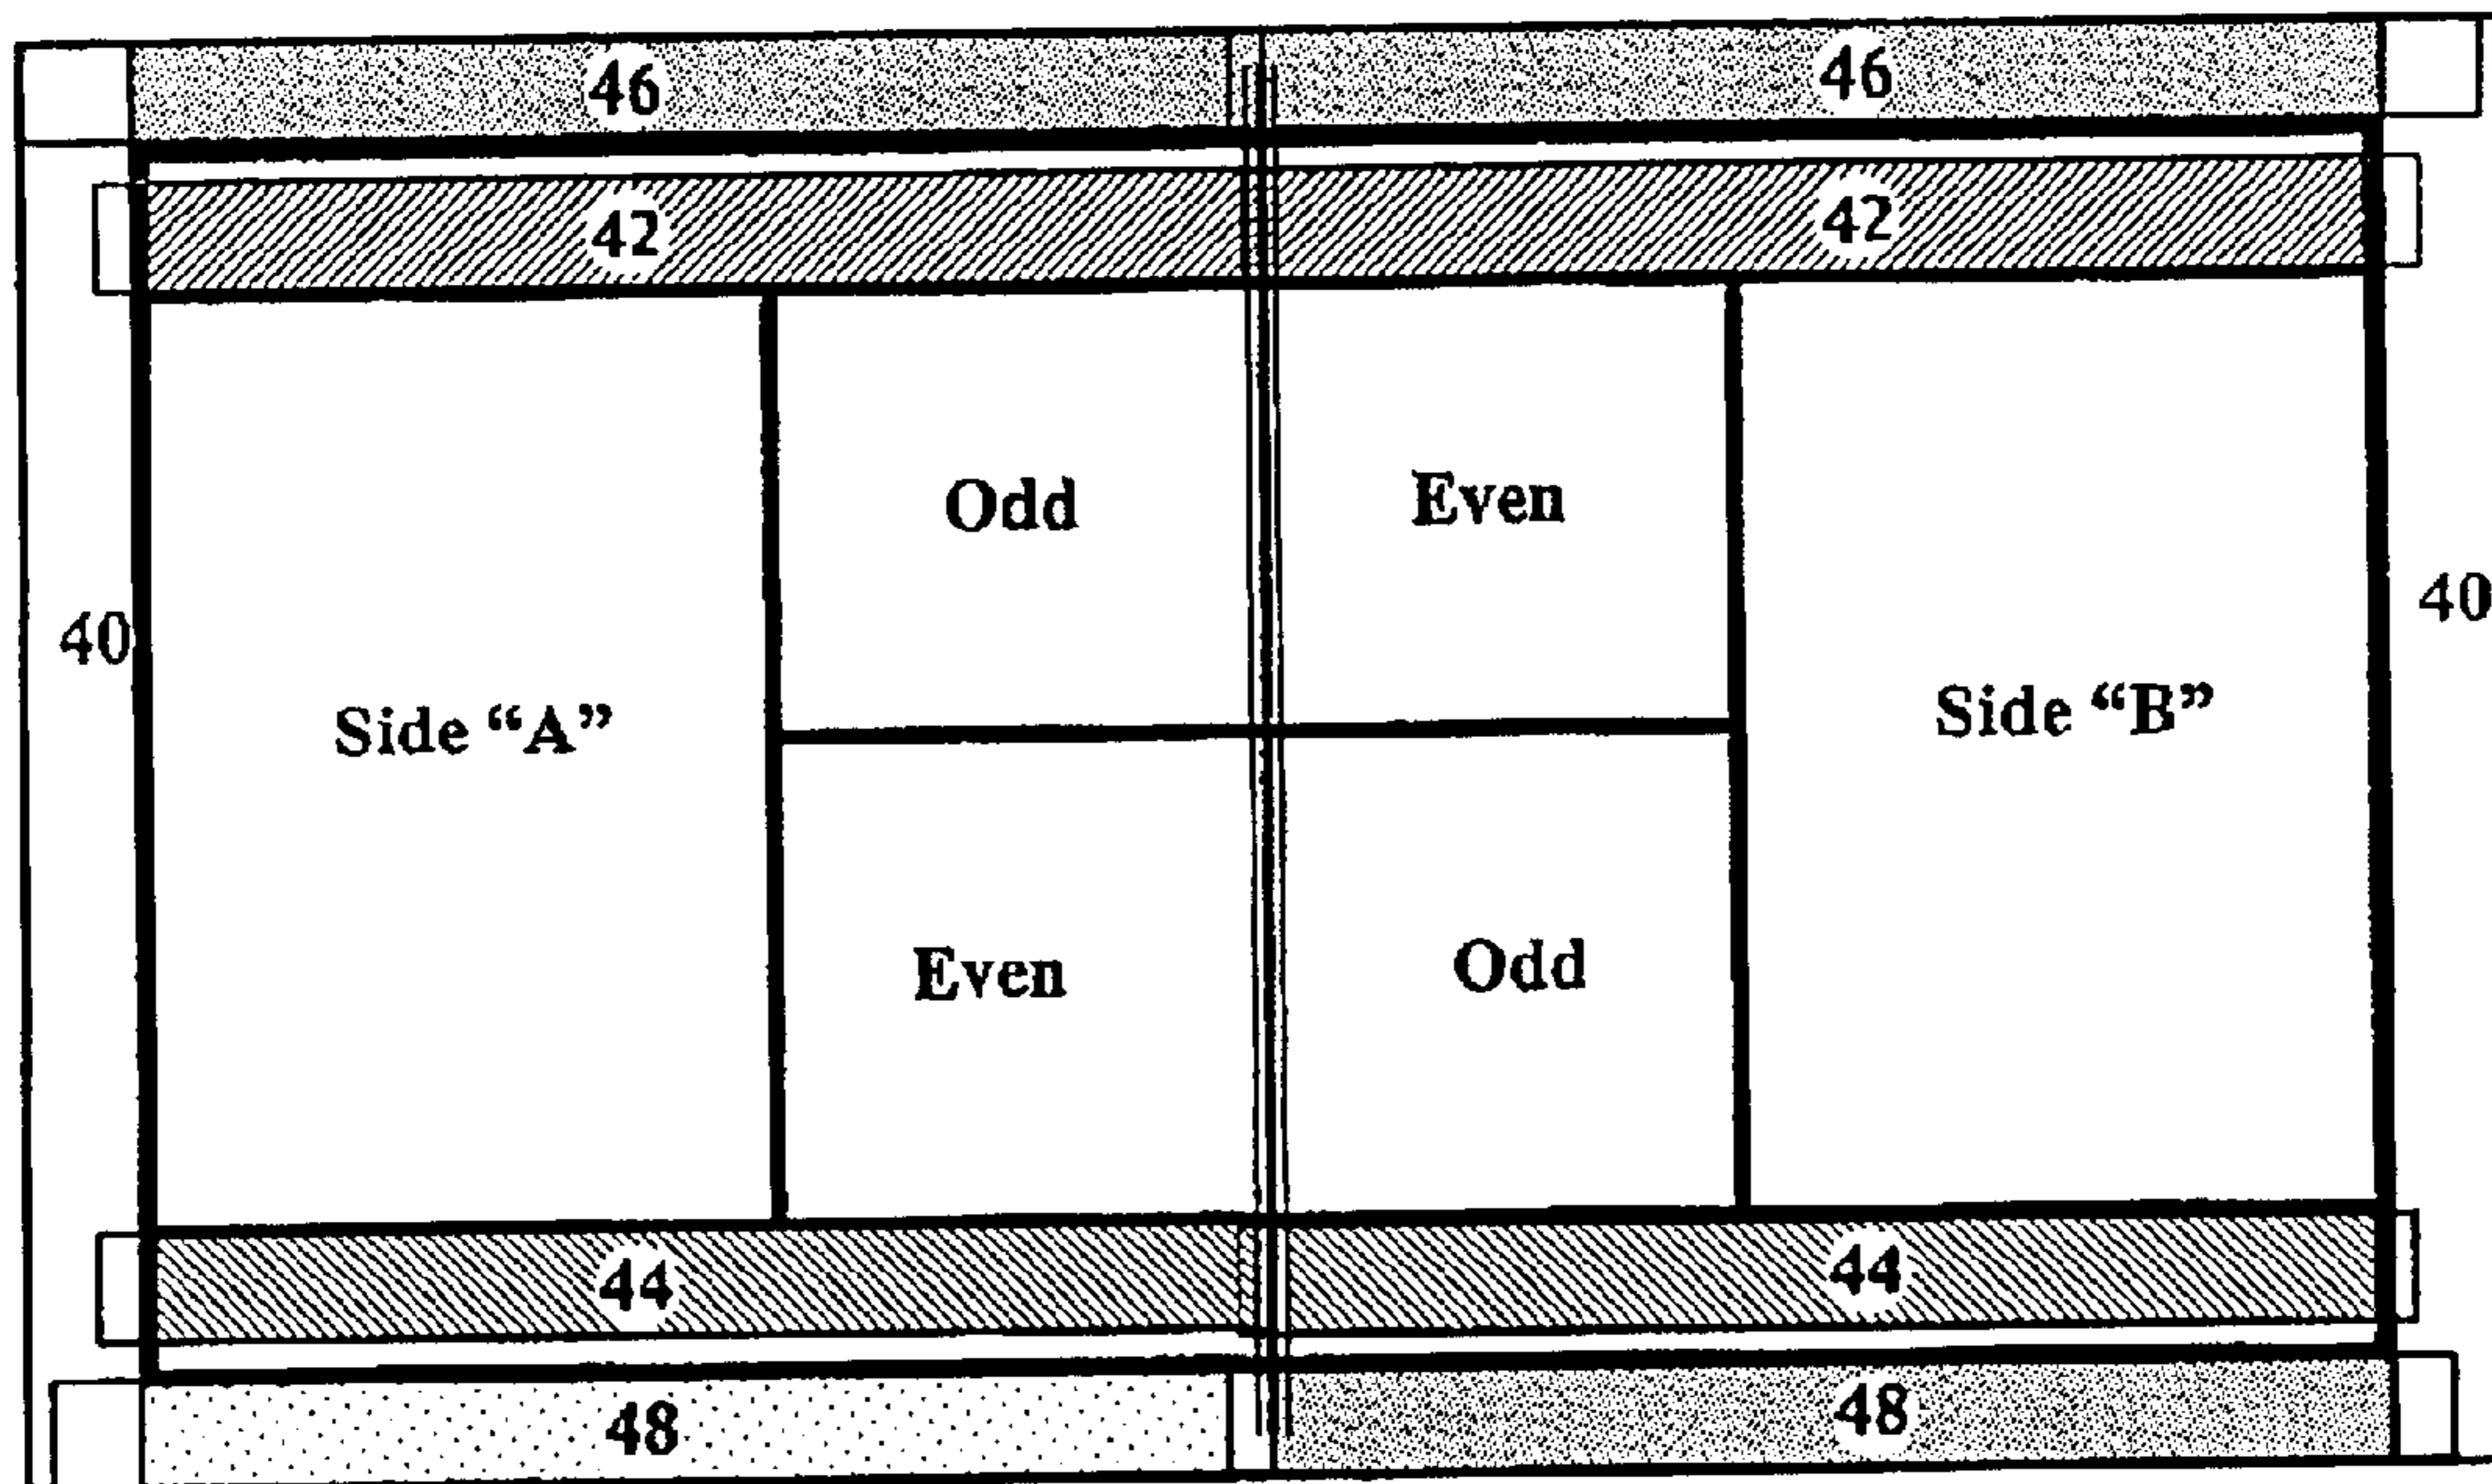 46 46
42 42
Odd Even
40 40
Side “A” Side “B”
Even Odd
44 44
48 48